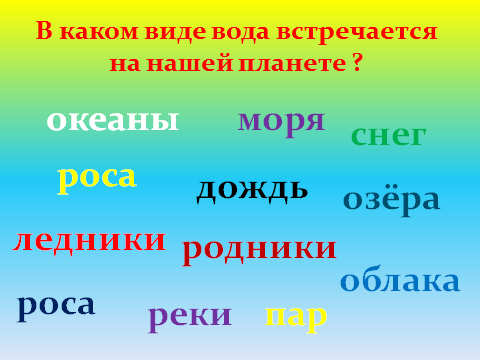 В каком виде вода встречается
на нашей планете ?
океаны моря снег
роса дождь озёра
ледники родники
облака
роса реки пар